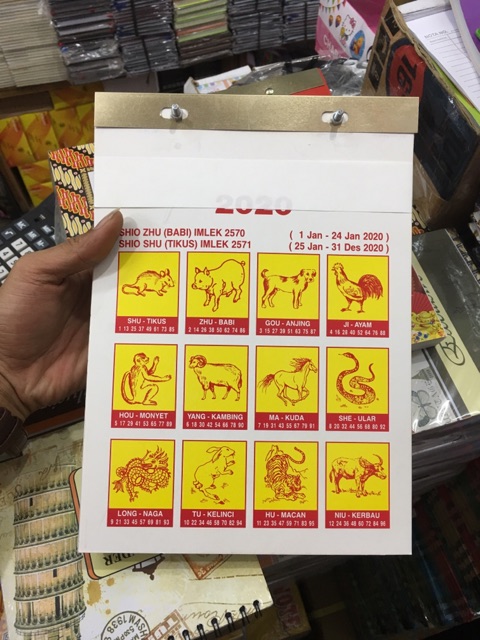 2020
SHIO ZHU (BABI) IMLEK 2570 ( 1 Jan - 24 Jan 2020 )
SHIO SHU (TIKUS) IMLEK 2571 ( 25 Jan - 31 Des 2020 )
SHU - TIKUS
1 13 25 37 49 61 73 85
ZHU - BABI
2 14 26 38 50 62 74 86
GOU - ANJING
3 15 27 39 51 63 75 87
JI - AYAM
4 16 28 40 52 64 76 88
HOU - MONYET
5 17 29 41 53 65 77 89
YANG - KAMBING
6 18 30 42 54 66 78 90
MA - KUDA
7 19 31 43 55 67 79 91
SHE - ULAR
8 20 32 44 56 68 80 92
LONG - NAGA
9 21 33 45 57 69 81 93
TU - KELINCI
10 22 34 46 58 70 82 94
HU - MACAN
11 23 35 47 59 71 83 95
NIU - KERBAU
12 24 36 48 60 72 84 96